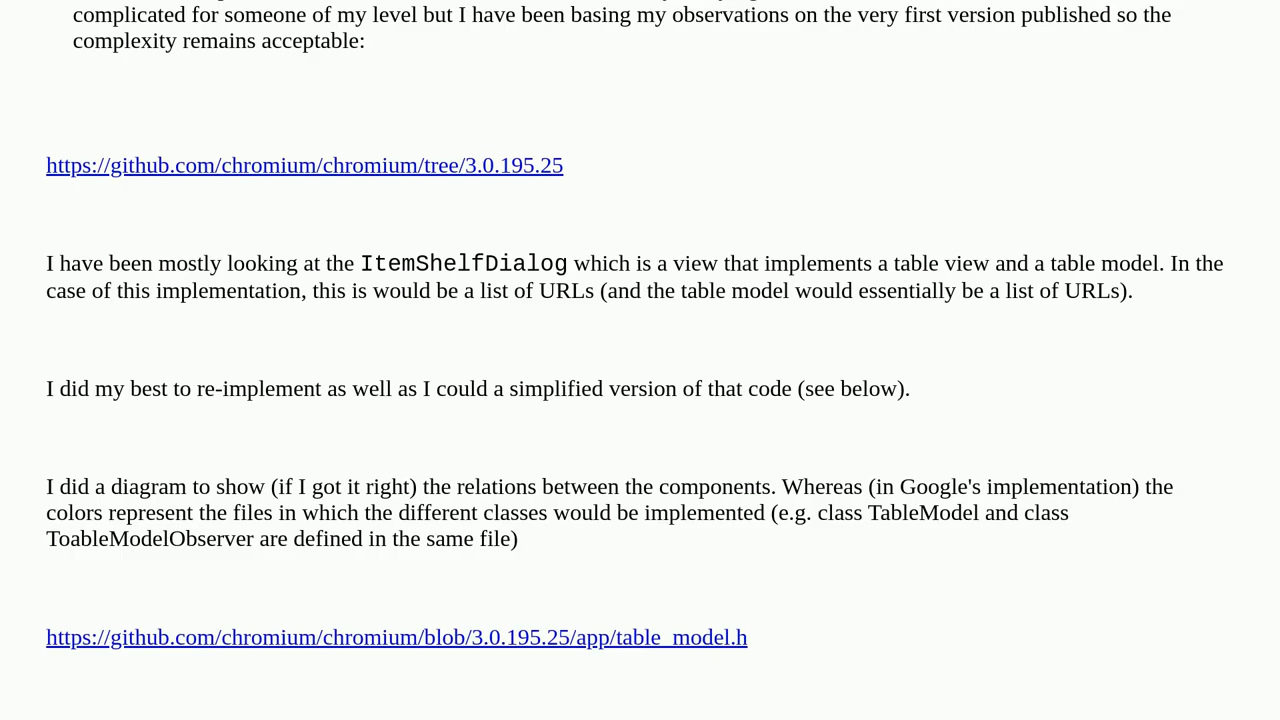 complicated for someone of my level but I have been basing my observations on the very first version published so the
complexity remains acceptable:
https://github.com/chromium/chromium/tree/3.0.195.25
I have been mostly looking at the ItemShelfDialog which is a view that implements a table view and a table model. In the
case of this implementation, this is would be a list of URLs (and the table model would essentially be a list of URLs).
I did my best to re-implement as well as I could a simplified version of that code (see below).
I did a diagram to show (if I got it right) the relations between the components. Whereas (in Google's implementation) the
colors represent the files in which the different classes would be implemented (e.g. class TableModel and class
ToableModelObserver are defined in the same file)
https://github.com/chromium/chromium/blob/3.0.195.25/app/table_model.h